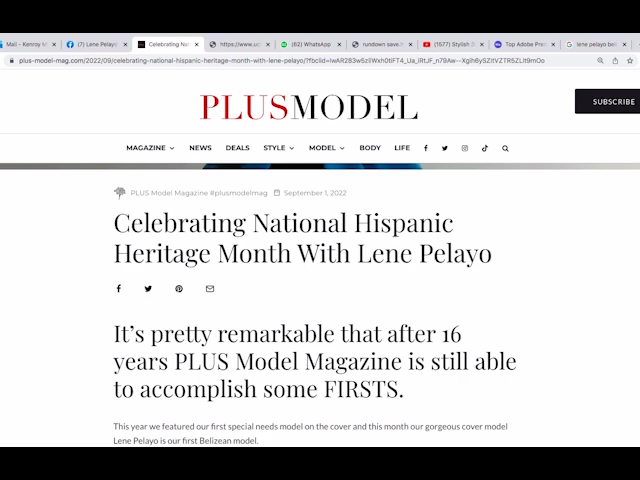 Mail - Kenroy M
(7) Lene Pelayo
Celebrating Nati
https://www.us
(62) WhatsApp
rundown save.t
(1577) Stylish Z
Top Adobe Pre
lene pelayo bel
plus-model-mag.com/2022/09/celebrating-national-hispanic-heritage-month-with-lene-pelayo/?fbclid=
PLUSMODEL
SUBSCRIBE
MAGAZINE NEWS DEALS STYLE MODEL BODY LIFE
PLUS Model Magazine #plusmodelmag September 1, 2022
Celebrating National Hispanic
Heritage Month With Lene Pelayo
It's pretty remarkable that after 16
years PLUS Model Magazine is still able
to accomplish some FIRSTS.
This year we featured our first special needs model on the cover and this month our gorgeous cover model
Lene Pelayo is our first Belizean model.